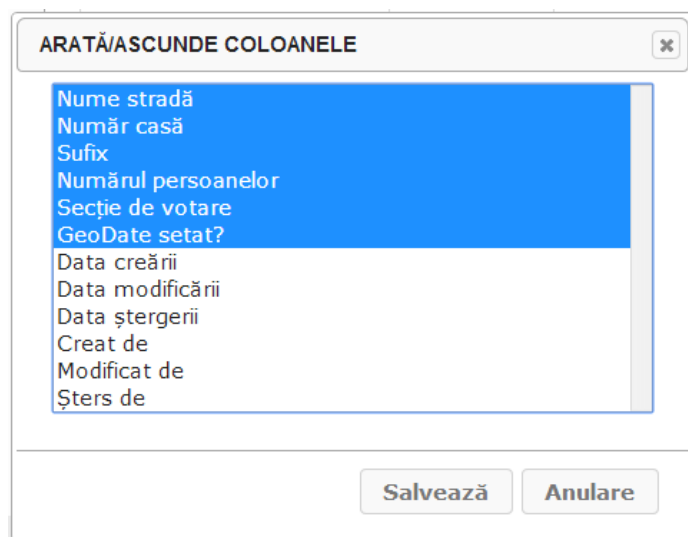 ARATĂ/ASCUNDE COLOANELE
Nume stradă
Număr casă
Sufix
Numărul persoanelor
Secție de votare
GeoDate setat?
Data creării
Data modificării
Data ștergerii
Creat de
Modificat de
Șters de
Salvează Anulare